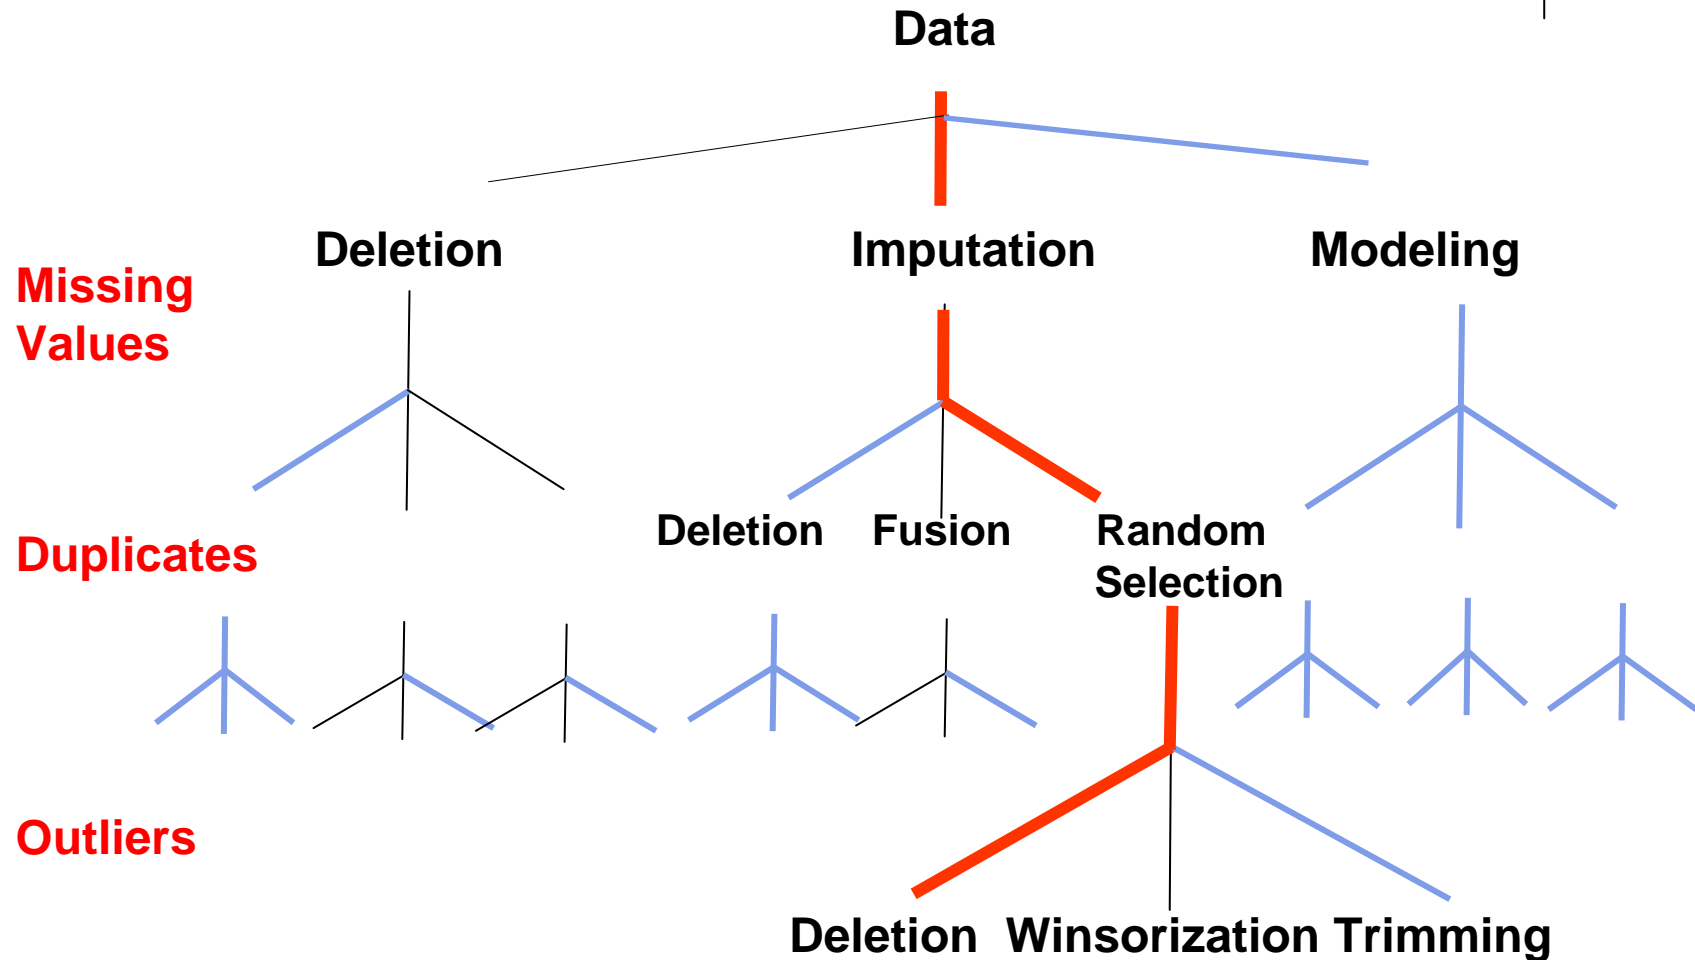 Data
Deletion Imputation Modeling
Missing
Values
Deletion Fusion Random
Selection
Duplicates
Outliers
Deletion Winsorization Trimming